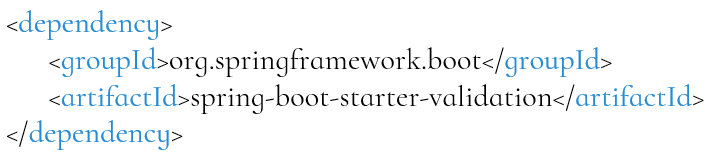 <dependency>
<groupId>org.springframework.boot</groupId>
<artifactId>spring-boot-starter-validation</artifactId>
</dependency>